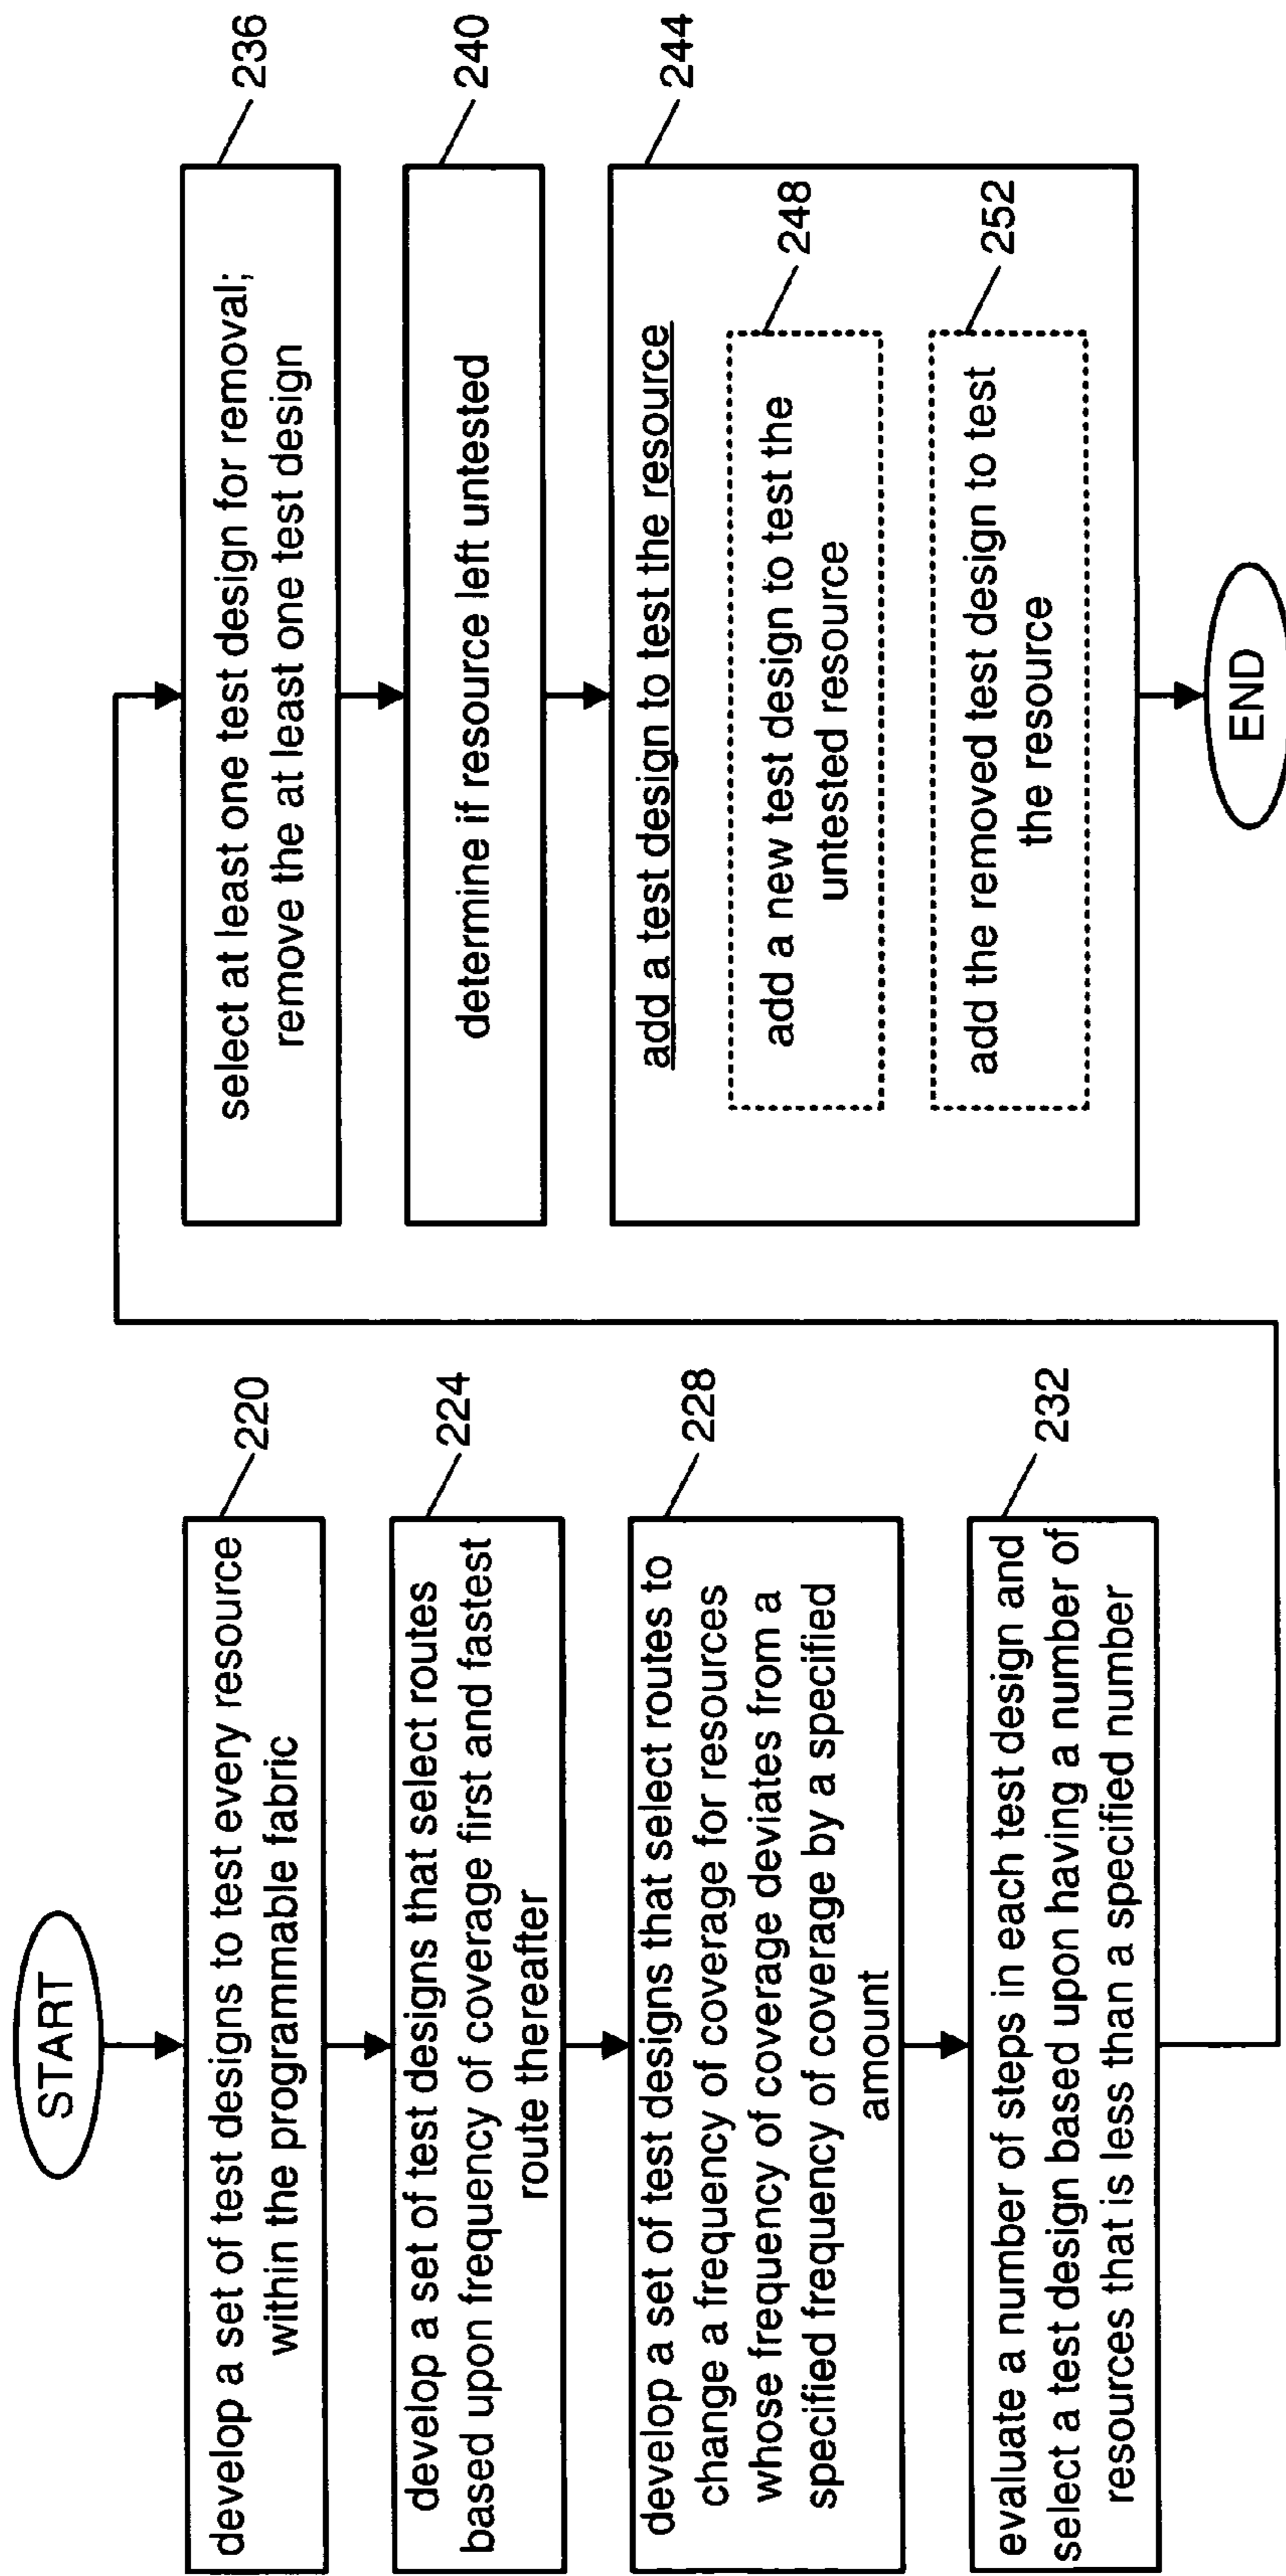 START
220
develop a set of test designs to test every resource
within the programmable fabric
224
develop a set of test designs that select routes
based upon frequency of coverage first and fastest
route thereafter
228
develop a set of test designs that select routes to
change a frequency of coverage for resources
whose frequency of coverage deviates from a
specified frequency of coverage by a specified
amount
232
evaluate a number of steps in each test design and
select a test design based upon having a number of
resources that is less than a specified number
236
select at least one test design for removal;
remove the at least one test design
240
determine if resource left untested
244
add a test design to test the resource
248
add a new test design to test the
untested resource
252
add the removed test design to test
the resource
END